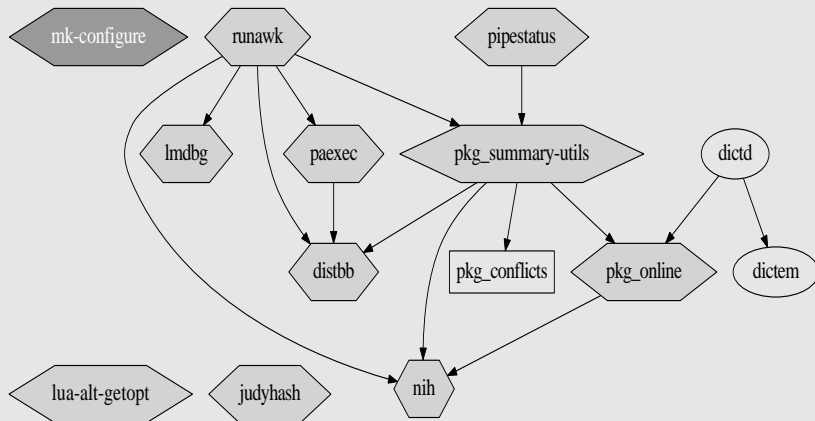 mk-configure
runawk
pipestatus
lmdbg
paexec
pkg_summary-utils
dictd
distbb
pkg_conflicts
pkg_online
dictem
lua-alt-getopt
judyhash
nih